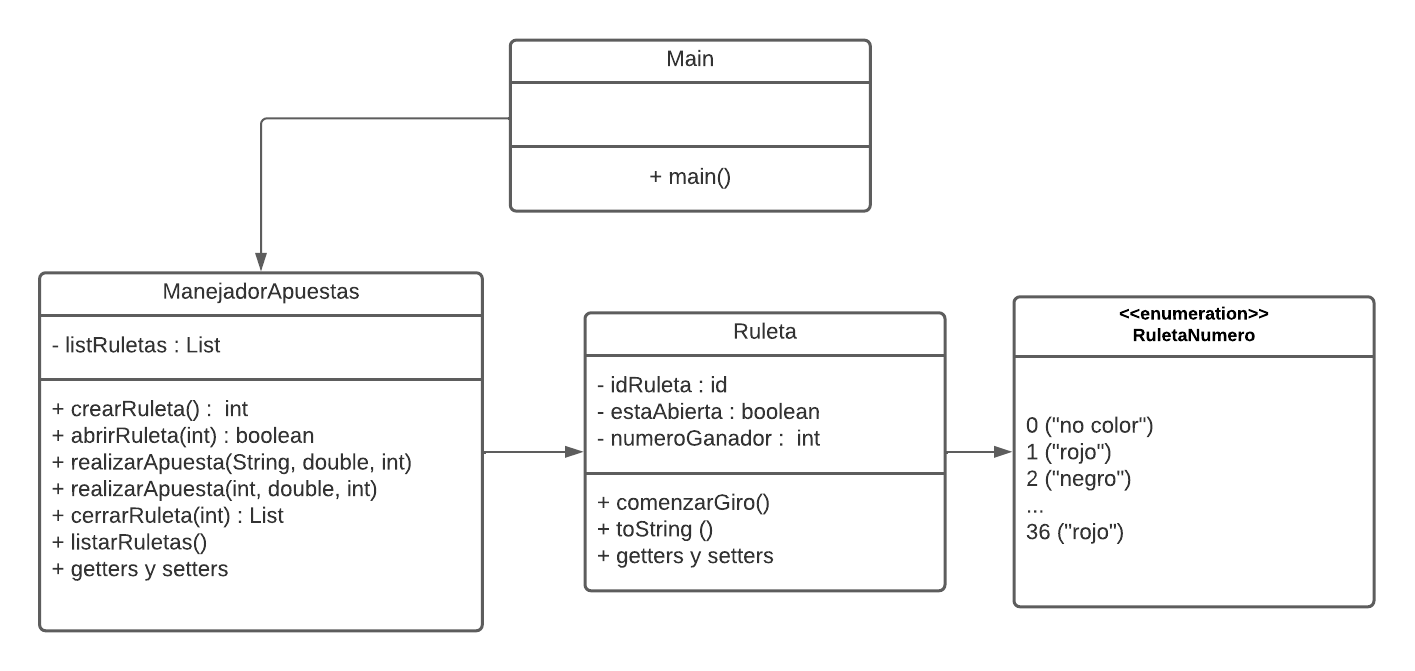 Main
+ main()
ManejadorApuestas
- listRuletas : List
+ crearRuleta() : int
+ abrirRuleta(int) : boolean
+ realizarApuesta(String, double, int)
+ realizarApuesta(int, double, int)
+ cerrarRuleta(int) : List
+ listarRuletas()
+ getters y setters
Ruleta
- idRuleta : id
- estaAbierta : boolean
- numeroGanador : int
+ comenzarGiro()
+ toString ()
+ getters y setters
<<enumeration>>
RuletaNumero
0 ("no color")
1 ("rojo")
2 ("negro")
...
36 ("rojo")